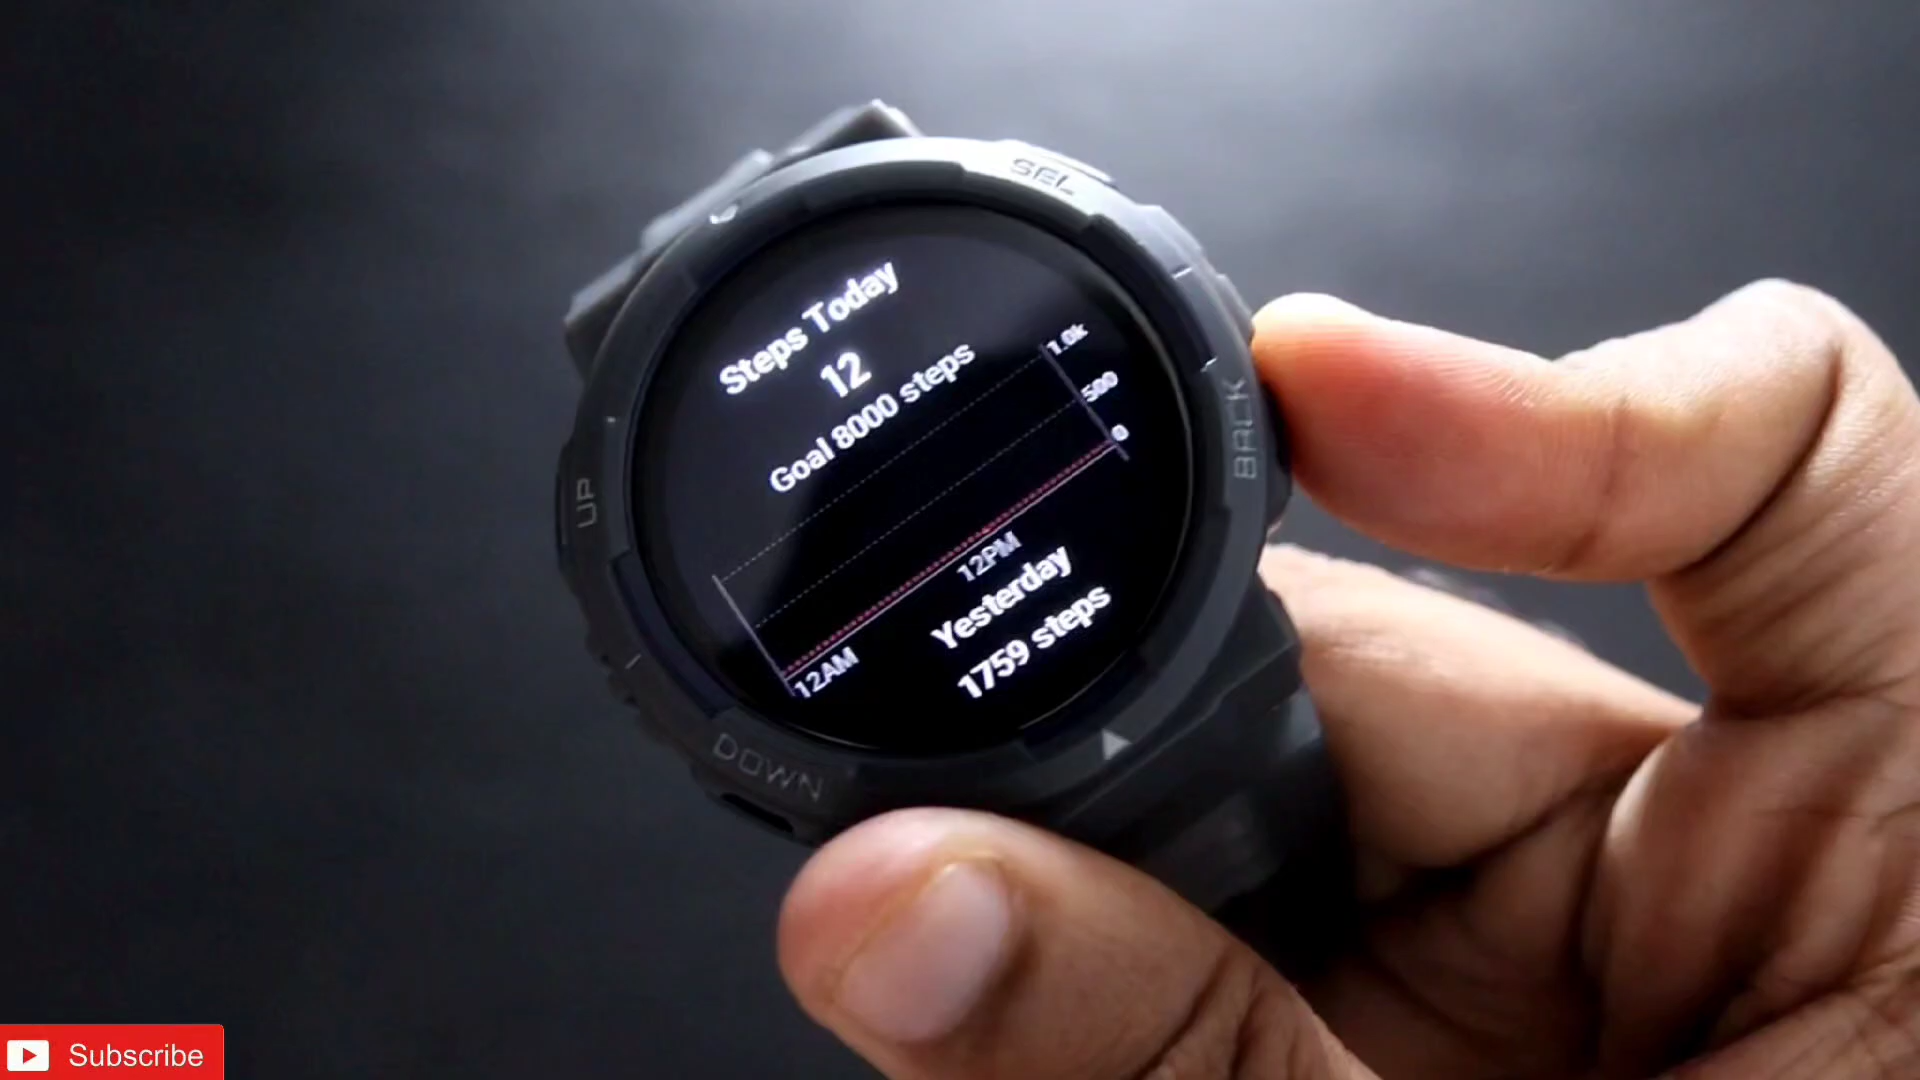 SEL
Steps Today
12
Goal 8000 steps
1.0k
500
0
12PM
12AM
Yesterday
1759 steps
BACK
UP
DOWN
Subscribe